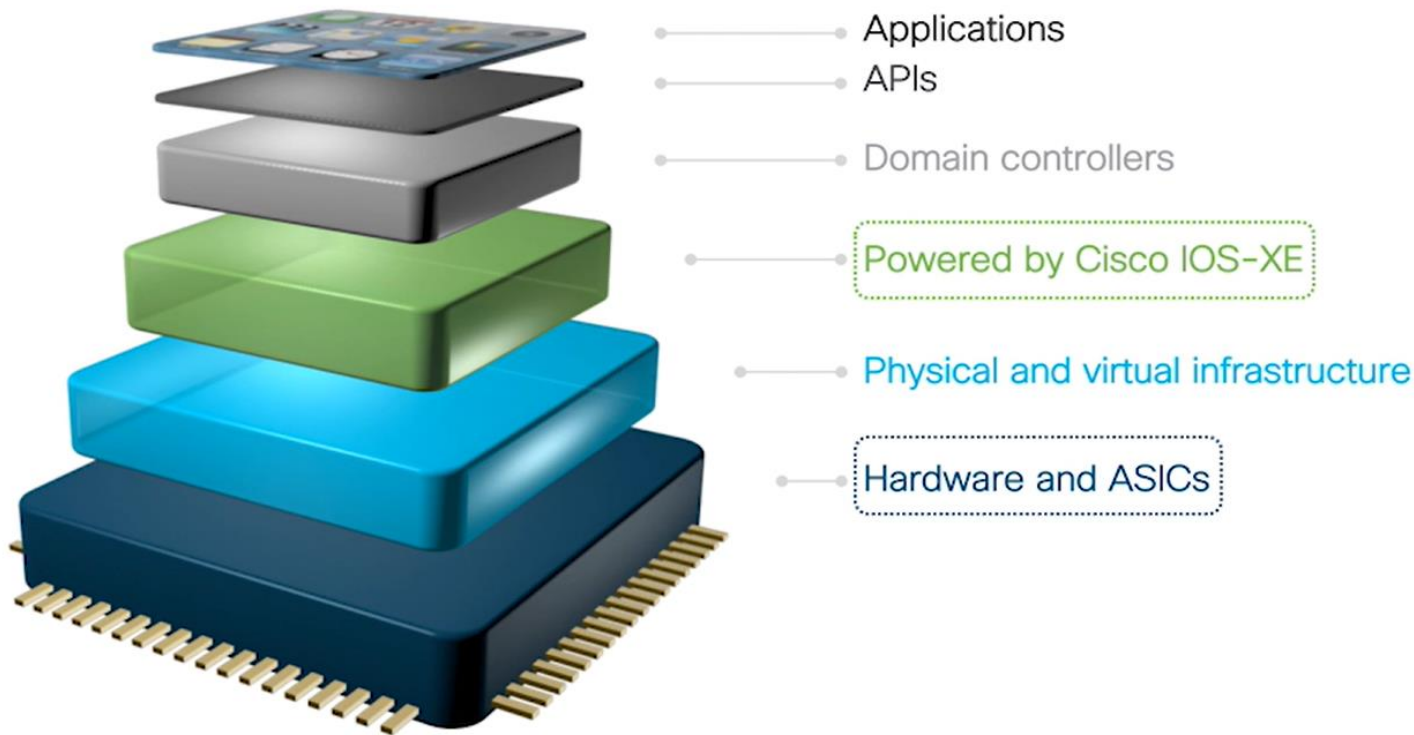 Applications
APIs
Domain controllers
Powered by Cisco IOS-XE
Physical and virtual infrastructure
Hardware and ASICs